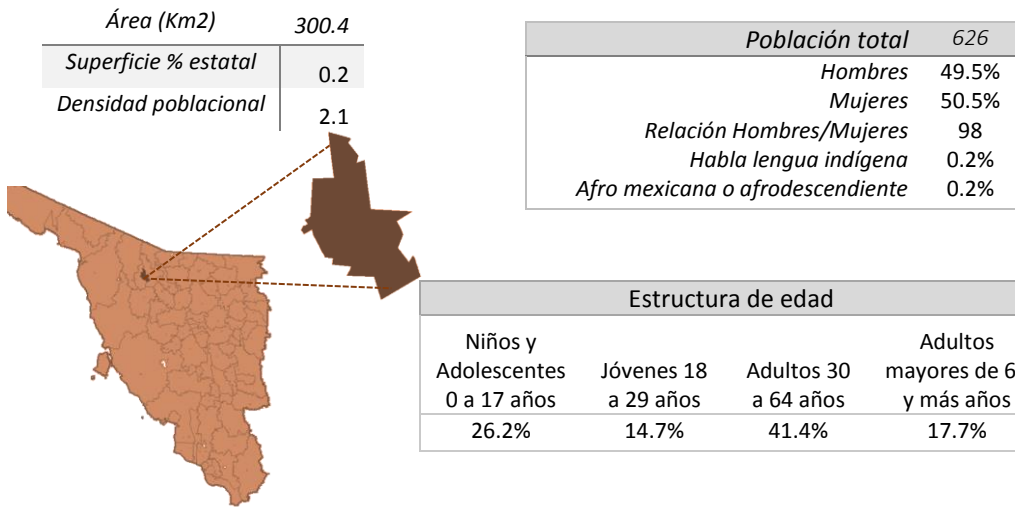 Área (Km2) 300.4
Superficie % estatal 0.2
Densidad poblacional 2.1
Población total 626
Hombres 49.5%
Mujeres 50.5%
Relación Hombres/Mujeres 98
Habla lengua indígena 0.2%
Afro mexicana o afrodescendiente 0.2%
Estructura de edad
Niños y Adolescentes 0 a 17 años
Jóvenes 18 a 29 años
Adultos 30 a 64 años
Adultos mayores de 6 y más años
26.2% 14.7% 41.4% 17.7%